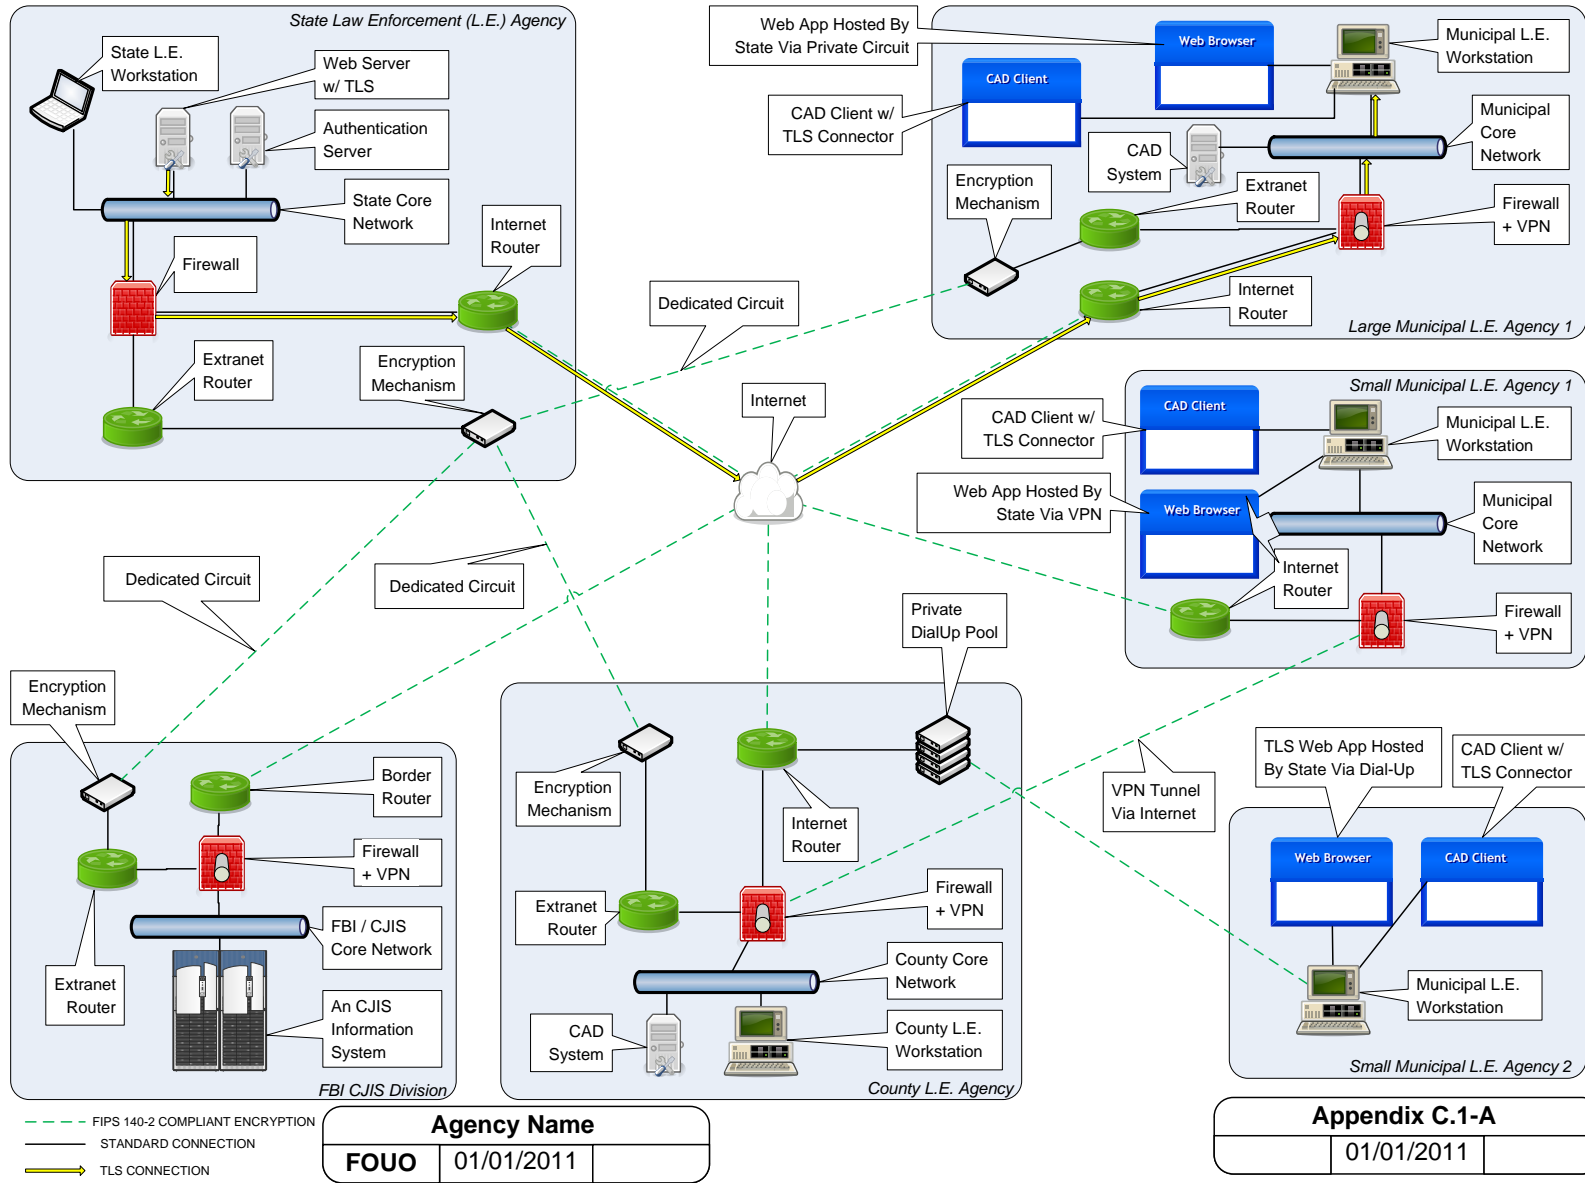 State Law Enforcement (L.E.) Agency
State L.E.
Workstation
Web Server
w/ TLS
Authentication
Server
State Core
Network
Firewall
Internet
Router
Extranet
Router
Encryption
Mechanism
Dedicated Circuit
Internet
Web App Hosted By
State Via Private Circuit
Web Browser
CAD Client
Municipal L.E.
Workstation
CAD Client w/
TLS Connector
CAD
System
Municipal
Core
Network
Encryption
Mechanism
Extranet
Router
Firewall
+ VPN
Internet
Router
Large Municipal L.E. Agency 1
Small Municipal L.E. Agency 1
CAD Client
CAD Client w/
TLS Connector
Municipal L.E.
Workstation
Web App Hosted By
State Via VPN
Web Browser
Municipal
Core
Network
Internet
Router
Firewall
+ VPN
Dedicated Circuit
Dedicated Circuit
Private
DialUp Pool
Encryption
Mechanism
Border
Router
Firewall
+ VPN
FBI / CJIS
Core Network
Extranet
Router
An CJIS
Information
System
FBI CJIS Division
Encryption
Mechanism
Internet
Router
Extranet
Router
Firewall
+ VPN
County Core
Network
CAD
System
County L.E.
Workstation
County L.E. Agency
VPN Tunnel
Via Internet
TLS Web App Hosted
By State Via Dial-Up
CAD Client w/
TLS Connector
Web Browser
CAD Client
Municipal L.E.
Workstation
Small Municipal L.E. Agency 2
FIPS 140-2 COMPLIANT ENCRYPTION
STANDARD CONNECTION
TLS CONNECTION
Agency Name
FOUO 01/01/2011
Appendix C.1-A
01/01/2011